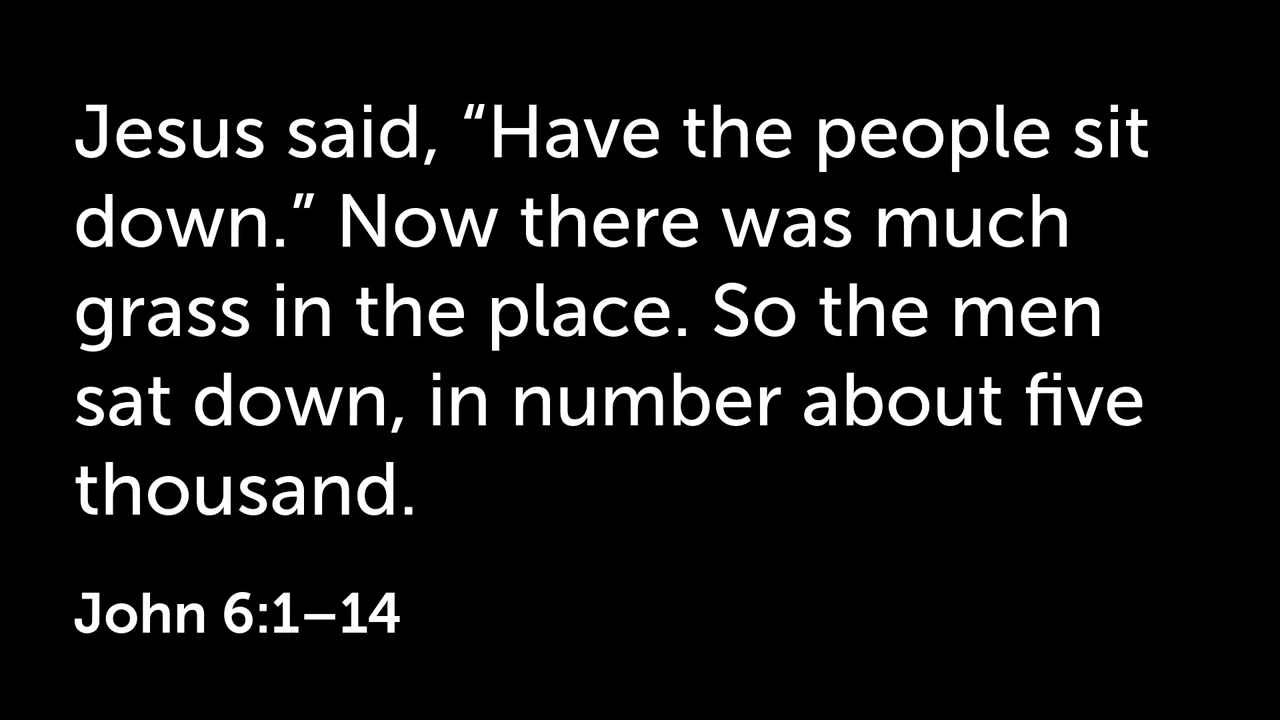 Jesus said, “Have the people sit
down.” Now there was much
grass in the place. So the men
sat down, in number about five
thousand.
John 6:1–14